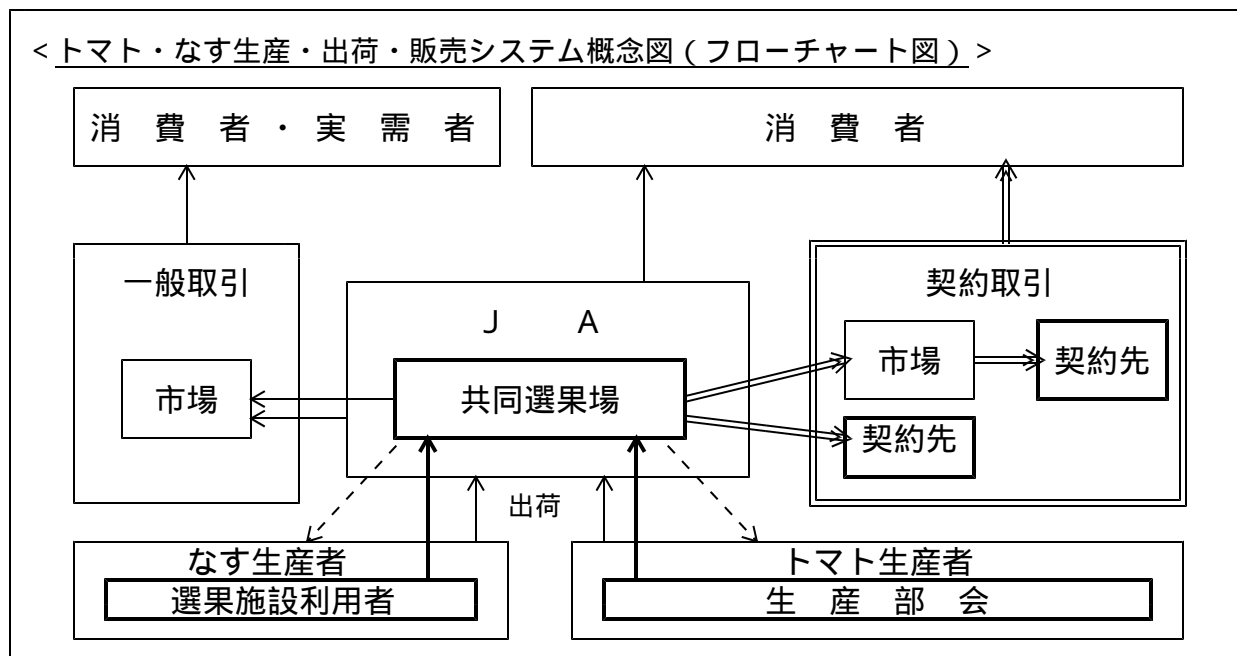 <トマト・なす生産・出荷・販売システム概念図(フローチャート図)>
消費者・実需者
消費者
一般取引
契約取引
JA
市場
契約先
市場
共同選果場
契約先
出荷
なす生産者
トマト生産者
選果施設利用者
生産部会